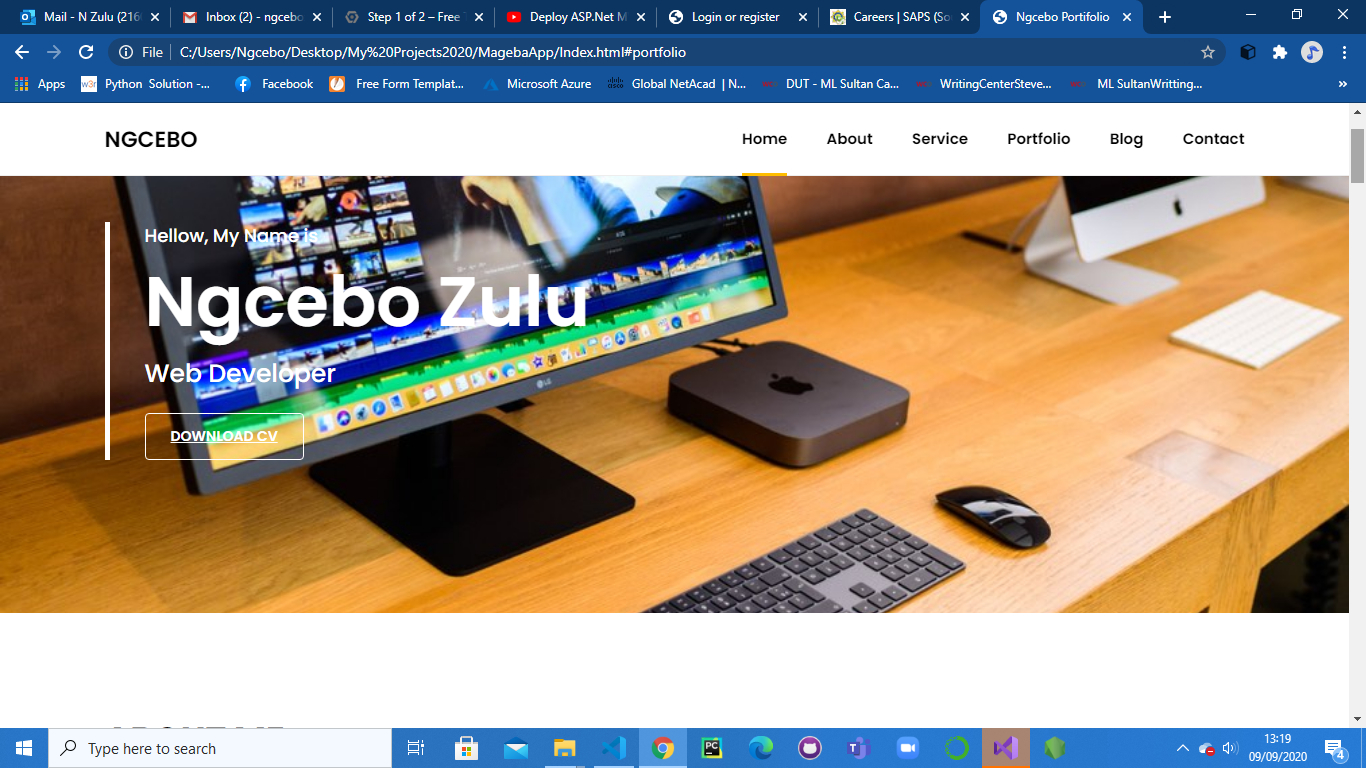 Mail - N Zulu (216
Inbox (2) - ngcebo
Step 1 of 2 – Free
Deploy ASP.Net M
Login or register
Careers | SAPS (So
Ngcebo Portifolio
File
C:/Users/Ngcebo/Desktop/My%20Projects2020/MagebaApp/Index.html#portfolio
Apps
w3r
Python Solution -...
Facebook
Free Form Templat...
Microsoft Azure
Global NetAcad | N...
DUT - ML Sultan Ca...
WritingCenterSteve...
ML SultanWritting...
NGCEBO
Home
About
Service
Portfolio
Blog
Contact
Hellow, My Name is
Ngcebo Zulu
Web Developer
DOWNLOAD CV
LG
Type here to search
PC
13:19
09/09/2020
4